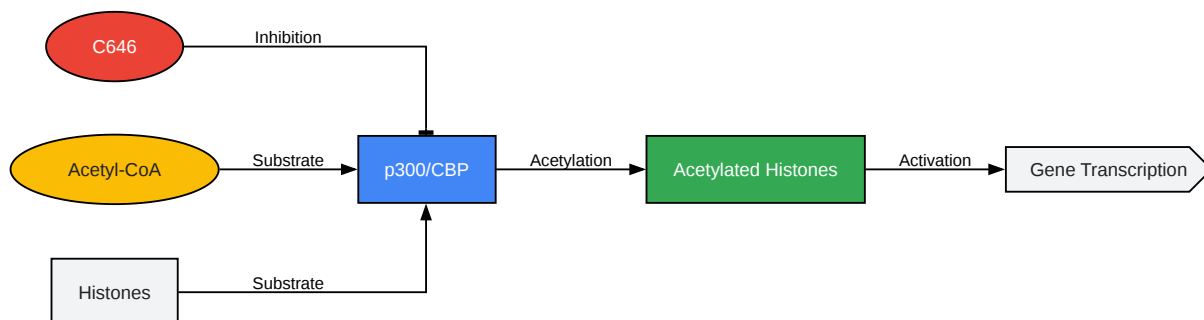 C646
Inhibition
Acetyl-CoA
Substrate
p300/CBP
Acetylation
Acetylated Histones
Activation
Gene Transcription
Histones
Substrate